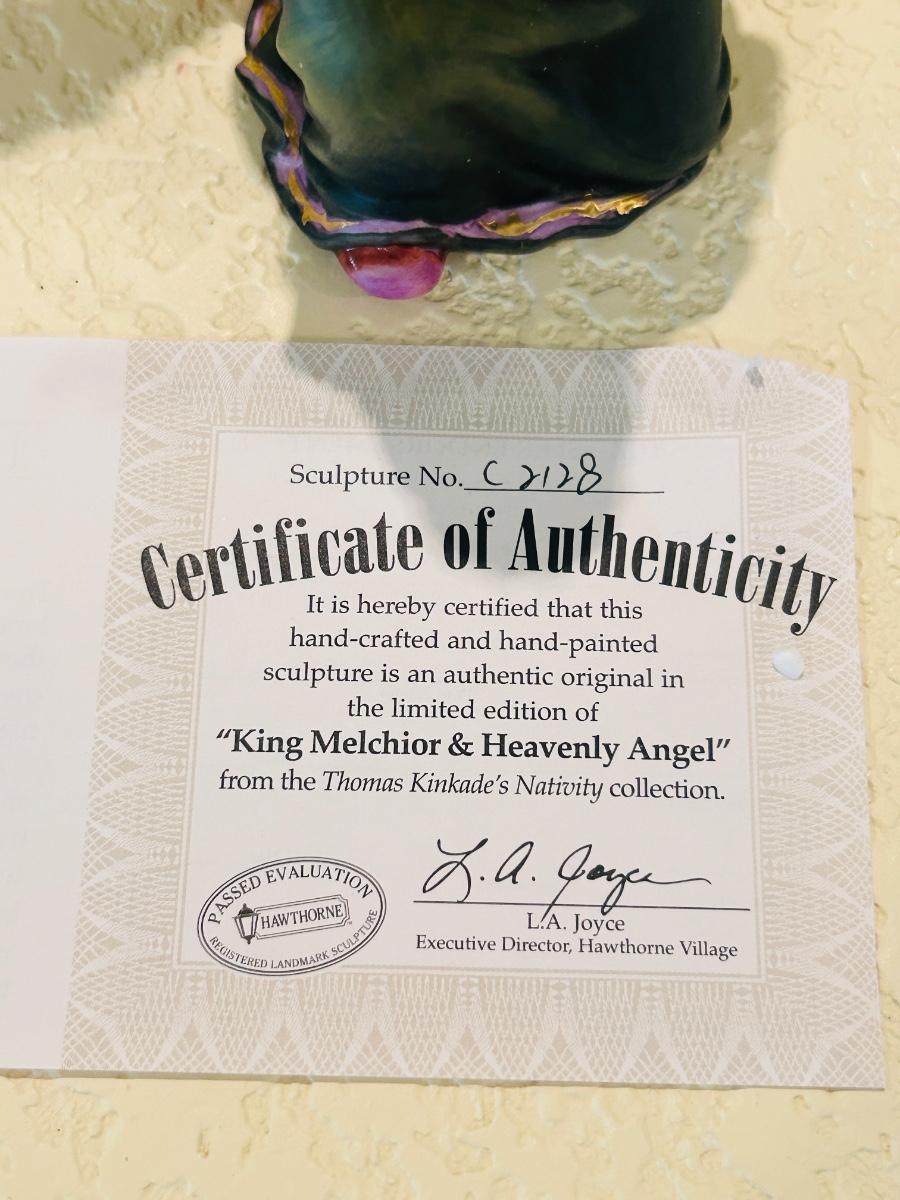 Sculpture No. C2128
Certificate of Authenticity
It is hereby certified that this
hand-crafted and hand-painted
sculpture is an authentic original in
the limited edition of
“King Melchior & Heavenly Angel”
from the Thomas Kinkade's Nativity collection.
L.A. Joyce
L.A. Joyce
Executive Director, Hawthorne Village
PASSED EVALUATION
HAWTHORNE
REGISTERED LANDMARK SCULPTURE